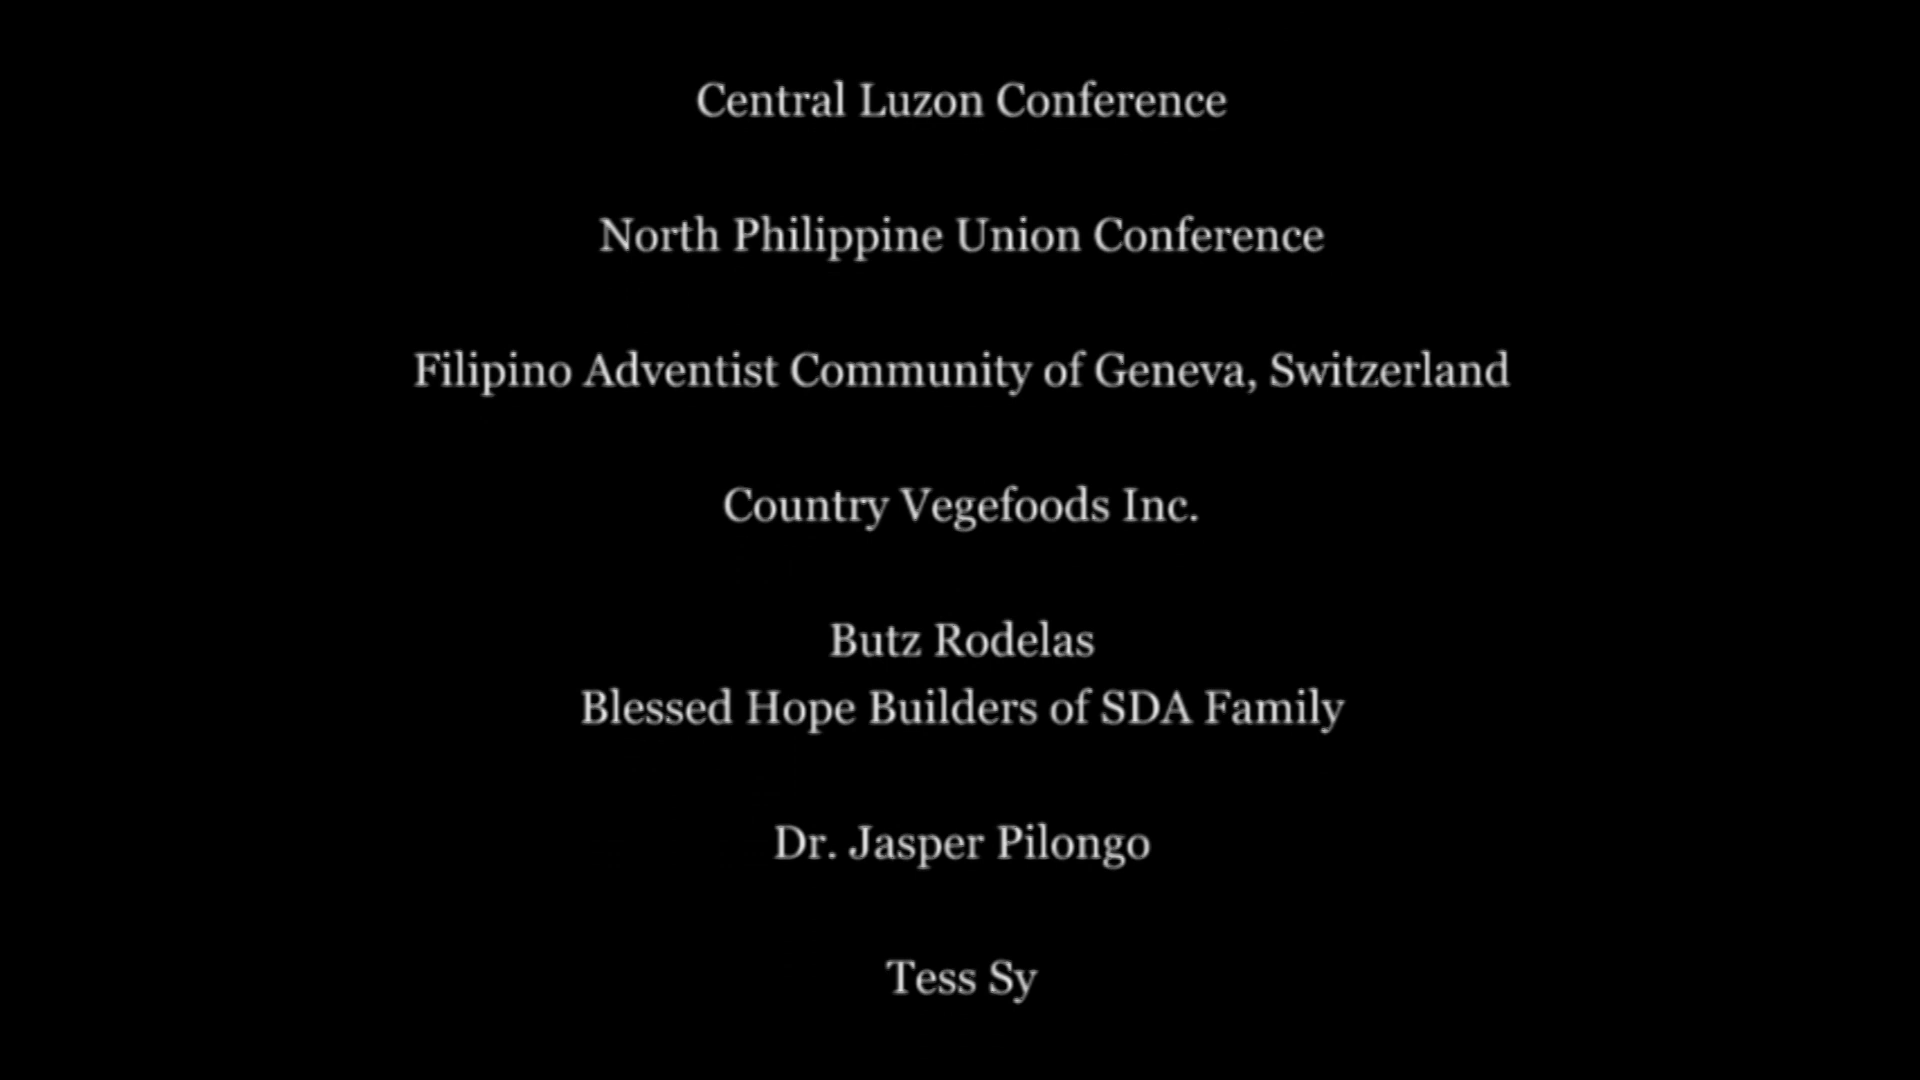 Central Luzon Conference
North Philippine Union Conference
Filipino Adventist Community of Geneva, Switzerland
Country Vegefoods Inc.
Butz Rodelas
Blessed Hope Builders of SDA Family
Dr. Jasper Pilongo
Tess Sy